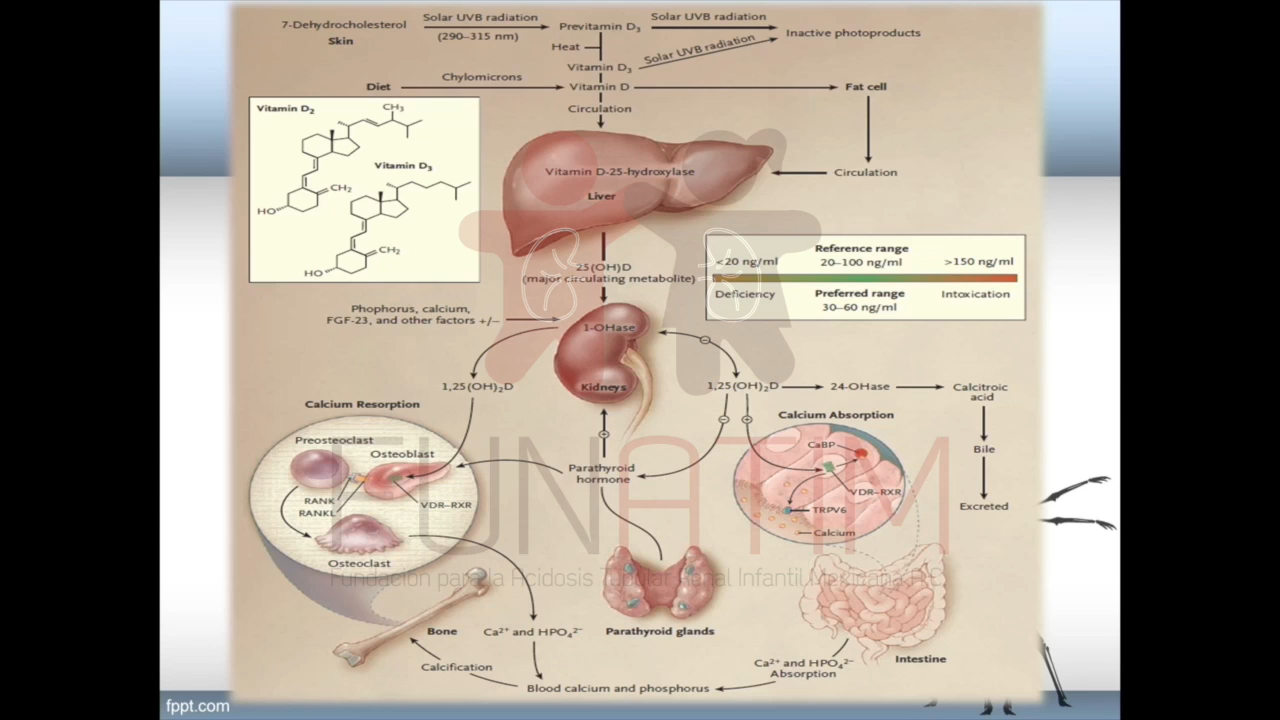 7-Dehydrocholesterol
Skin
Solar UVB radiation
(290–315 nm)
Previtamin D3
Solar UVB radiation
Inactive photoproducts
Heat
Solar UVB radiation
Vitamin D3
Diet
Chylomicrons
Vitamin D
Fat cell
Circulation
Vitamin D2
CH3
Vitamin D3
CH2
HO
CH2
HO
Vitamin D-25-hydroxylase
Liver
Circulation
25(OH)D
(major circulating metabolite)
Reference range
<20 ng/ml
20–100 ng/ml
>150 ng/ml
Deficiency
Preferred range
Intoxication
30–60 ng/ml
Phophorus, calcium,
FGF-23, and other factors +/−
1-OHase
Kidneys
1,25(OH)2D
1,25(OH)2D
24-OHase
Calcitroic
acid
Bile
Excreted
Calcium Resorption
Preosteoclast
Osteoblast
RANK
RANKL
VDR–RXR
Osteoclast
Parathyroid
hormone
Calcium Absorption
CaBP
VDR–RXR
TRPV6
Calcium
FUNATIM
Fundación para la Acidosis Tubular Renal Infantil Mexicana
Bone
Ca2+ and HPO42−
Parathyroid glands
Intestine
Calcification
Ca2+ and HPO42−
Absorption
Blood calcium and phosphorus
fppt.com